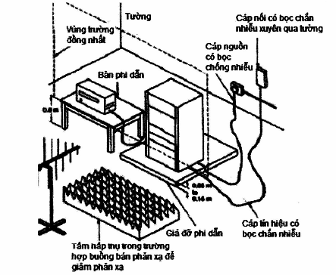 Tường
Vùng trường
đồng nhất
Bàn phi dẫn
Cáp nối có bọc chắn
nhiễu xuyên qua tường
Cáp nguồn
có bọc
chống nhiễu
0.8 m
0.05 m
to
0.15 m
Giá đỡ phi dẫn
Cáp tín hiệu có
bọc chắn nhiễu
Tấm hấp thụ trong trường
hợp buồng bán phản xạ để
giảm phản xạ